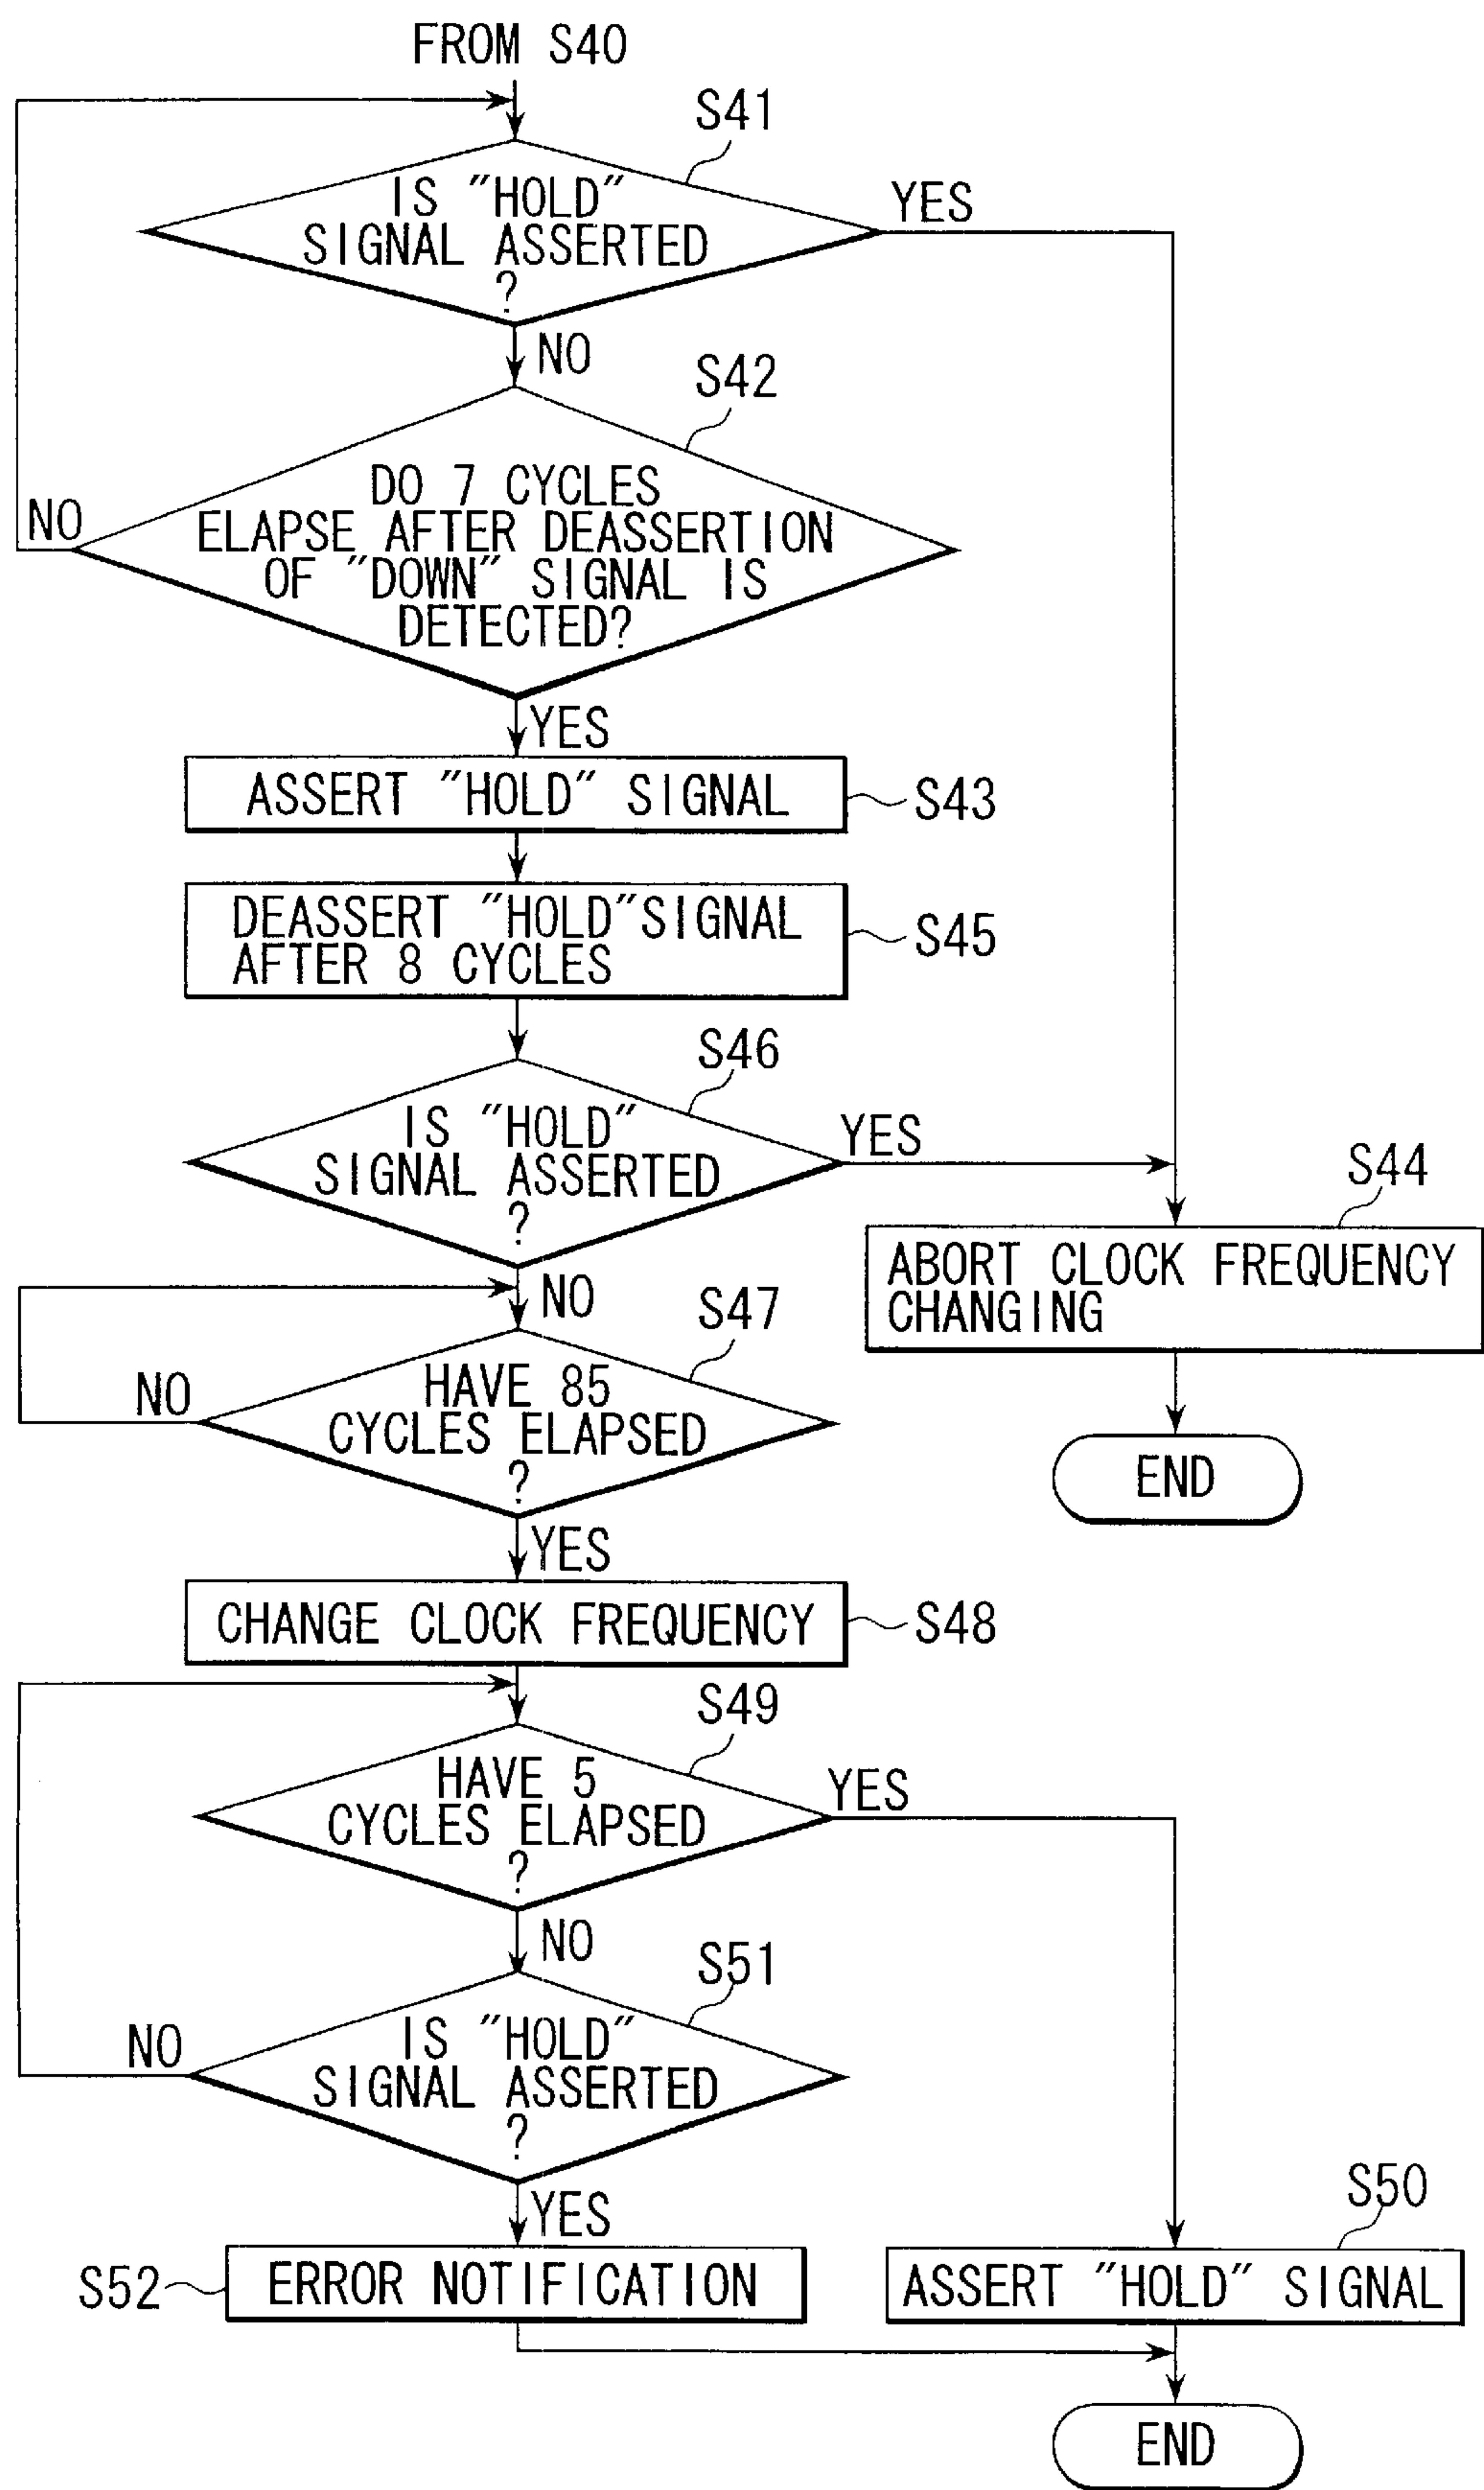 FROM S40
S41
IS "HOLD"
SIGNAL ASSERTED
?
YES
NO
S42
DO 7 CYCLES
ELAPSE AFTER DEASSERTION
OF "DOWN" SIGNAL IS
DETECTED?
NO
YES
ASSERT "HOLD" SIGNAL
S43
DEASSERT "HOLD"SIGNAL
AFTER 8 CYCLES
S45
S46
IS "HOLD"
SIGNAL ASSERTED
?
YES
S44
ABORT CLOCK FREQUENCY
CHANGING
END
NO
S47
HAVE 85
CYCLES ELAPSED
?
NO
YES
CHANGE CLOCK FREQUENCY
S48
S49
HAVE 5
CYCLES ELAPSED
?
YES
NO
S51
IS "HOLD"
SIGNAL ASSERTED
?
NO
YES
S52
ERROR NOTIFICATION
S50
ASSERT "HOLD" SIGNAL
END